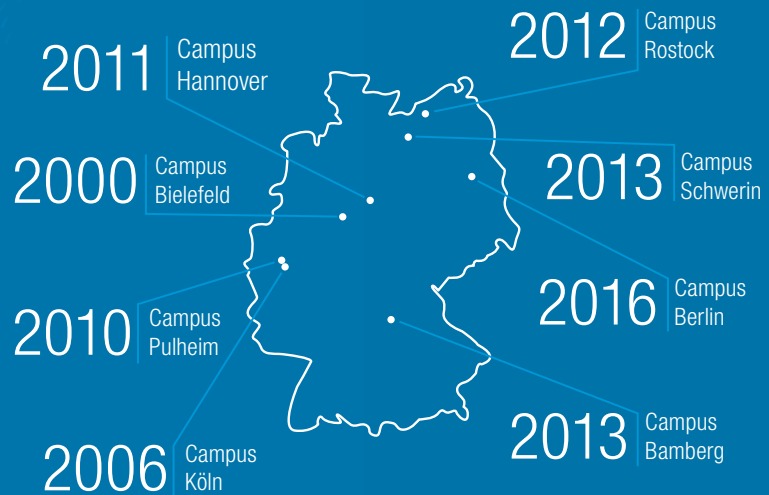 2011
Campus
Hannover
2012
Campus
Rostock
2000
Campus
Bielefeld
2013
Campus
Schwerin
2010
Campus
Pulheim
2016
Campus
Berlin
2006
Campus
Köln
2013
Campus
Bamberg